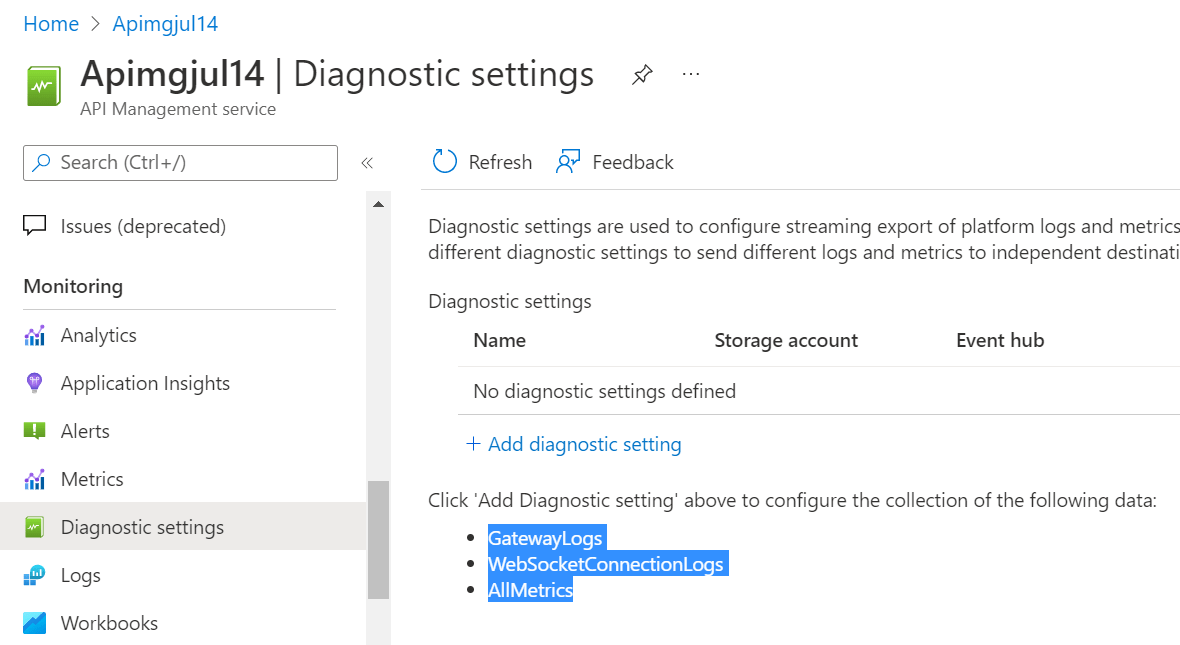 Home > Apimgjul14
Apimgjul14 | Diagnostic settings ...
API Management service
Search (Ctrl+/) «
Issues (deprecated)
Monitoring
Analytics
Application Insights
Alerts
Metrics
Diagnostic settings
Logs
Workbooks
Refresh Feedback
Diagnostic settings are used to configure streaming export of platform logs and metrics
different diagnostic settings to send different logs and metrics to independent destinati
Diagnostic settings
Name Storage account Event hub
No diagnostic settings defined
+ Add diagnostic setting
Click 'Add Diagnostic setting' above to configure the collection of the following data:
• GatewayLogs
• WebSocketConnectionLogs
• AllMetrics